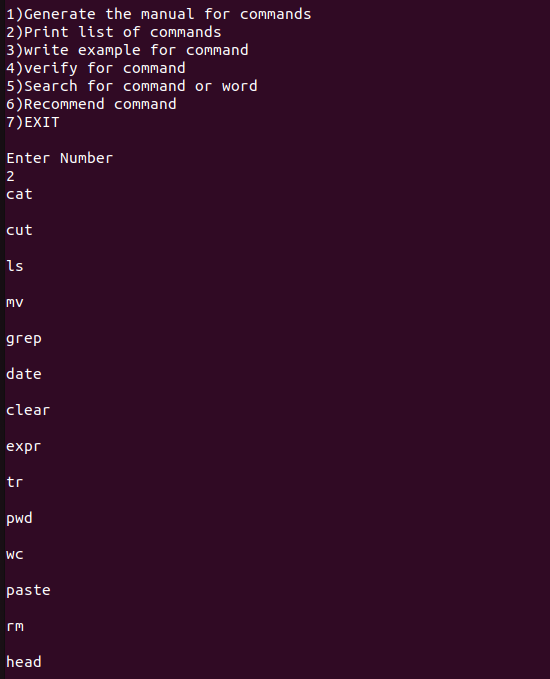 1)Generate the manual for commands
2)Print list of commands
3)write example for command
4)verify for command
5)Search for command or word
6)Recommend command
7)EXIT
Enter Number
2
cat
cut
ls
mv
grep
date
clear
expr
tr
pwd
wc
paste
rm
head